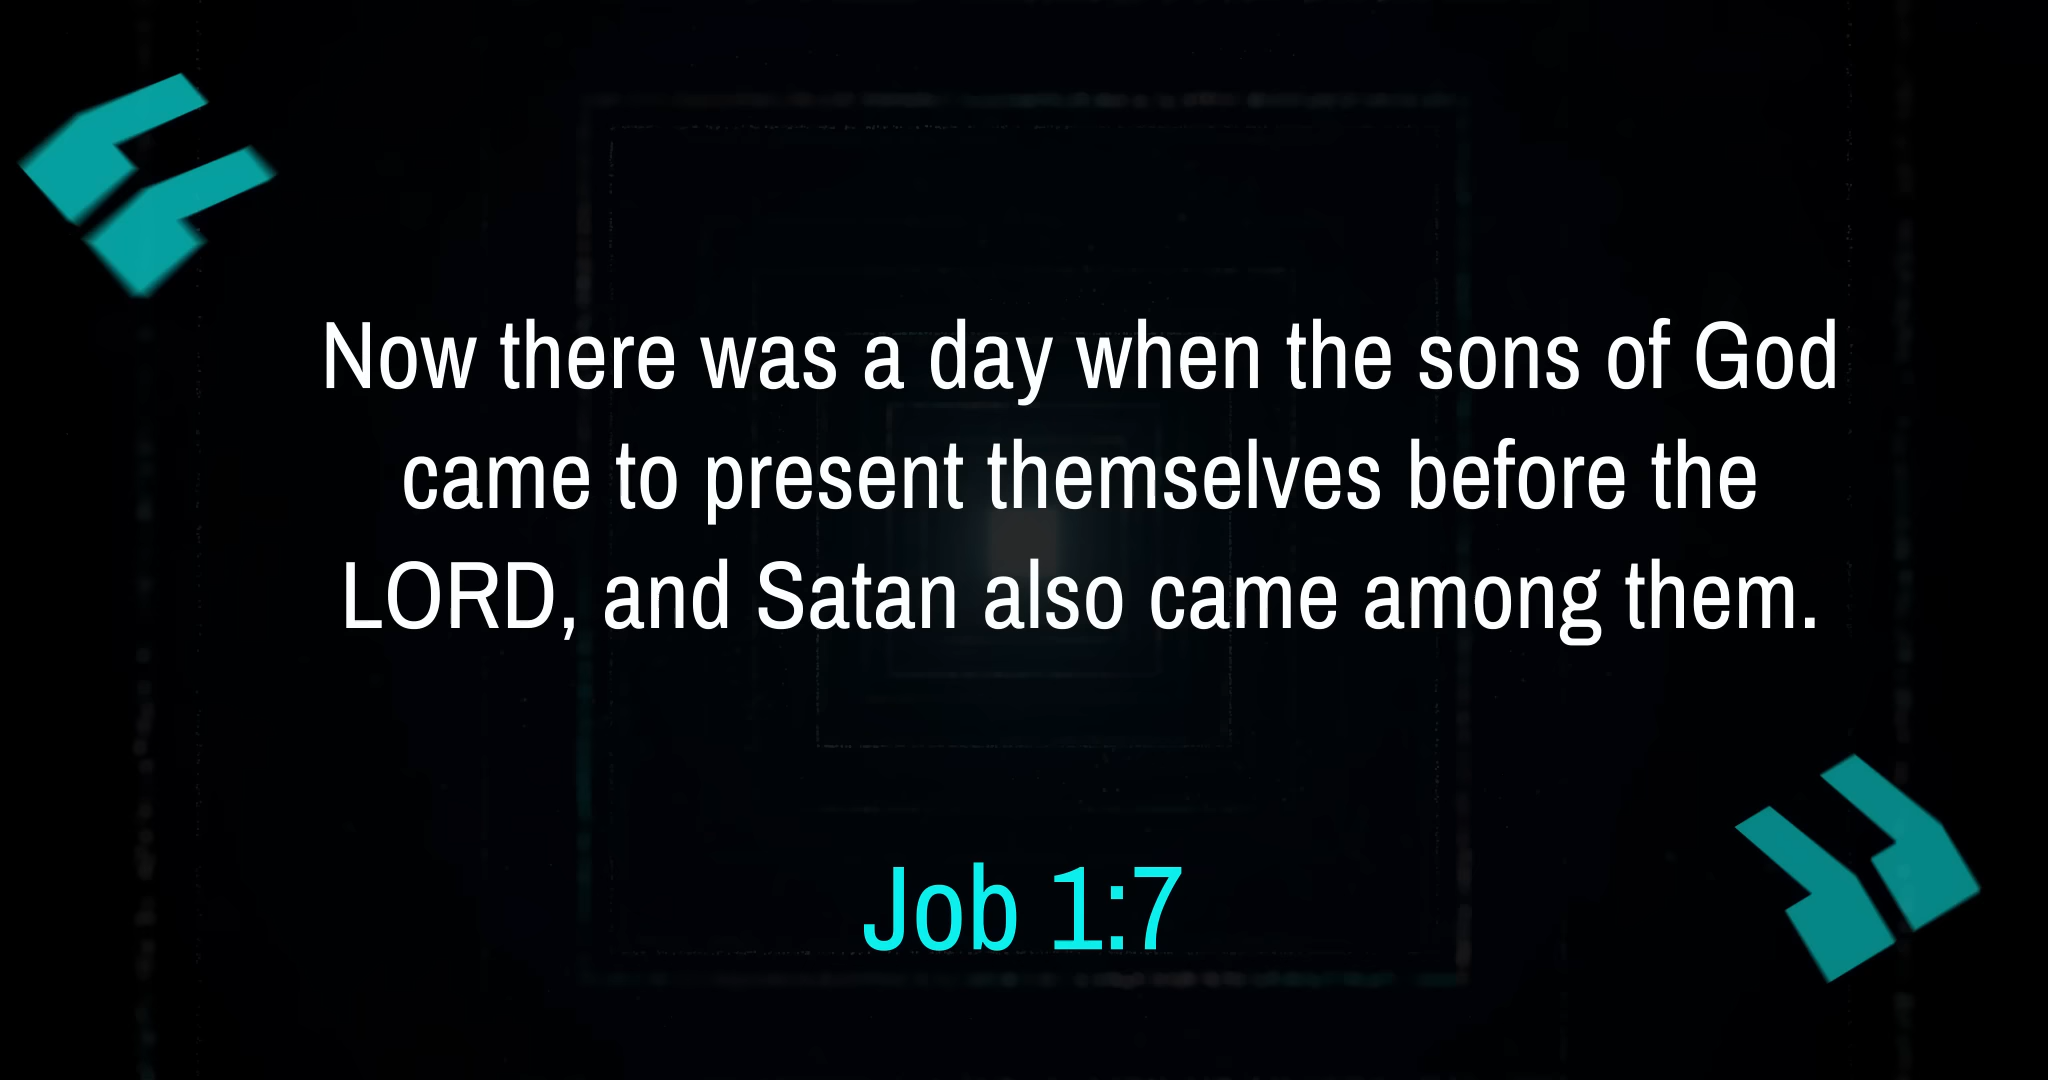 Now there was a day when the sons of God
came to present themselves before the
LORD, and Satan also came among them.
Job 1:7